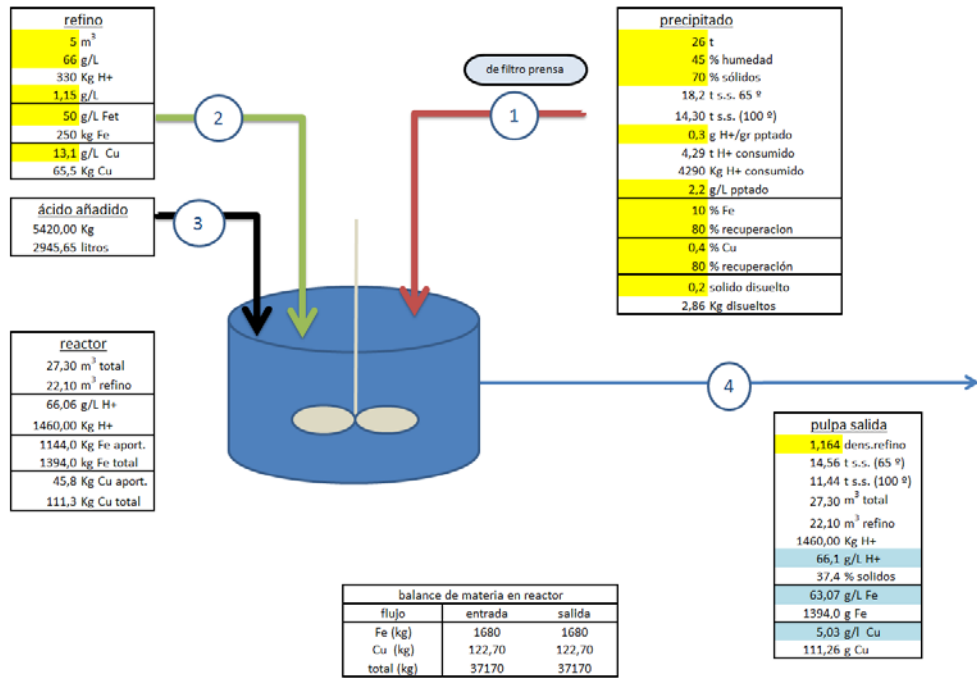 refino
5 m³
66 g/L
330 Kg H+
1,15 g/L
50 g/L Fet
250 kg Fe
13,1 g/L Cu
65,5 Kg Cu
2
de filtro prensa
1
precipitado
26 t
45 % humedad
70 % sólidos
18,2 t s.s. 65 º
14,30 t s.s. (100 º)
0,3 g H+/gr pptado
4,29 t H+ consumido
4290 Kg H+ consumido
2,2 g/L pptado
10 % Fe
80 % recuperacion
0,4 % Cu
80 % recuperación
0,2 solido disuelto
2,86 Kg disueltos
ácido añadido
5420,00 Kg
2945,65 litros
3
reactor
27,30 m³ total
22,10 m³ refino
66,06 g/L H+
1460,00 Kg H+
1144,0 kg Fe aport.
1394,0 kg Fe total
45,8 Kg Cu aport.
111,3 Kg Cu total
4
pulpa salida
1,164 dens.refino
14,56 t s.s. (65 º)
11,44 t s.s. (100 º)
27,30 m³ total
22,10 m³ refino
1460,00 Kg H+
66,1 g/L H+
37,4 % solidos
63,07 g/L Fe
1394,0 g Fe
5,03 g/l Cu
111,26 g Cu
balance de materia en reactor
flujo entrada salida
Fe (kg) 1680 1680
Cu (kg) 122,70 122,70
total (kg) 37170 37170